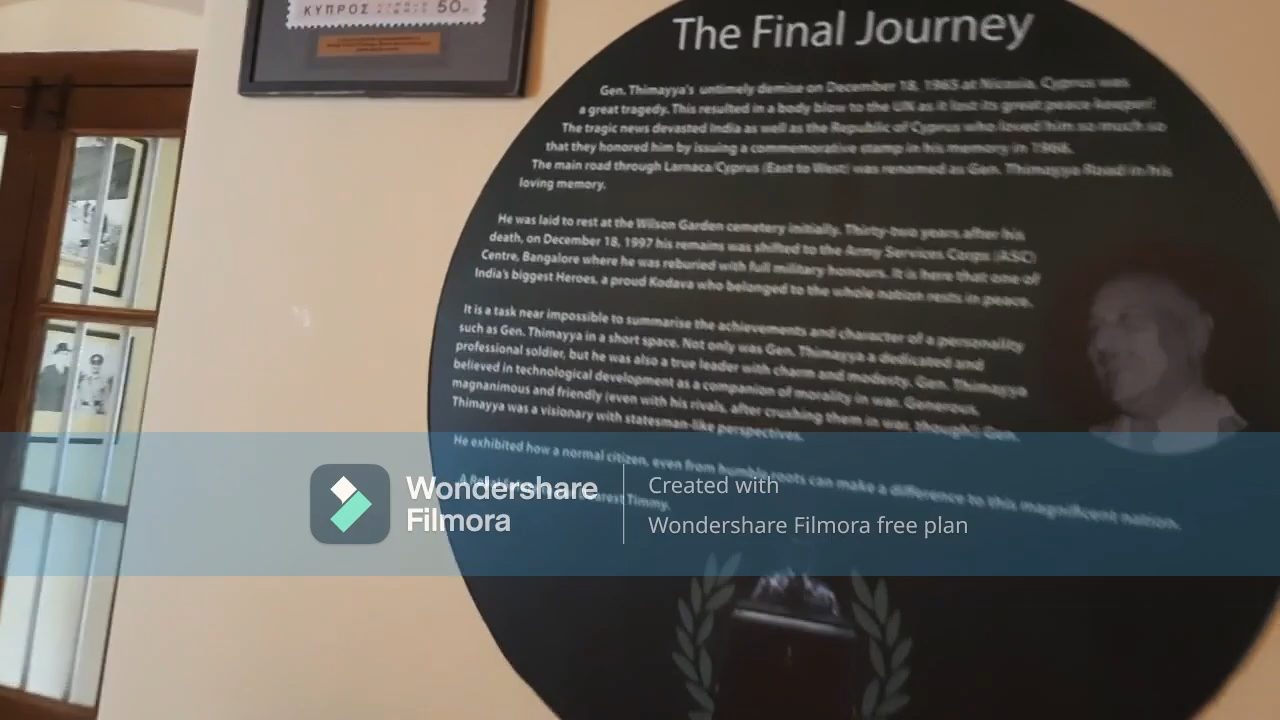 ΚΥΠΡΟΣ 50
The Final Journey
Gen. Thimayya's untimely demise on December 18, 1965 at Nicosia, Cyprus was
a great tragedy. This resulted in a body blow to the UN as it lost its great peace keeper!
The tragic news devasted India as well as the Republic of Cyprus who loved him so much so
that they honored him by issuing a commemorative stamp in his memory in 1966.
The main road through Larnaca/Cyprus (East to West) was renamed as Gen. Thimayya Road in his
loving memory.
He was laid to rest at the Wilson Garden cemetery initially. Thirty-two years after his
death, on December 18, 1997 his remains was shifted to the Army Services Corps (ASC)
Centre, Bangalore where he was reburied with full military honours. It is here that one of
India's biggest Heroes, a proud Kodava who belonged to the whole nation rests in peace.
It is a task near impossible to summarise the achievements and character of a personality
such as Gen. Thimayya in a short space. Not only was Gen. Thimayya a dedicated and
professional soldier, but he was also a true leader with charm and modesty. Gen. Thimayya
believed in technological development as a companion of morality in war. Generous,
magnanimous and friendly (even with his rivals, after crushing them in war, though!) Gen.
Thimayya was a visionary with statesman-like perspectives.
He exhibited how a normal citizen, even from humble roots can make a difference to this magnificent nation.
Timmy.
Wondershare
Filmora
Created with
Wondershare Filmora free plan